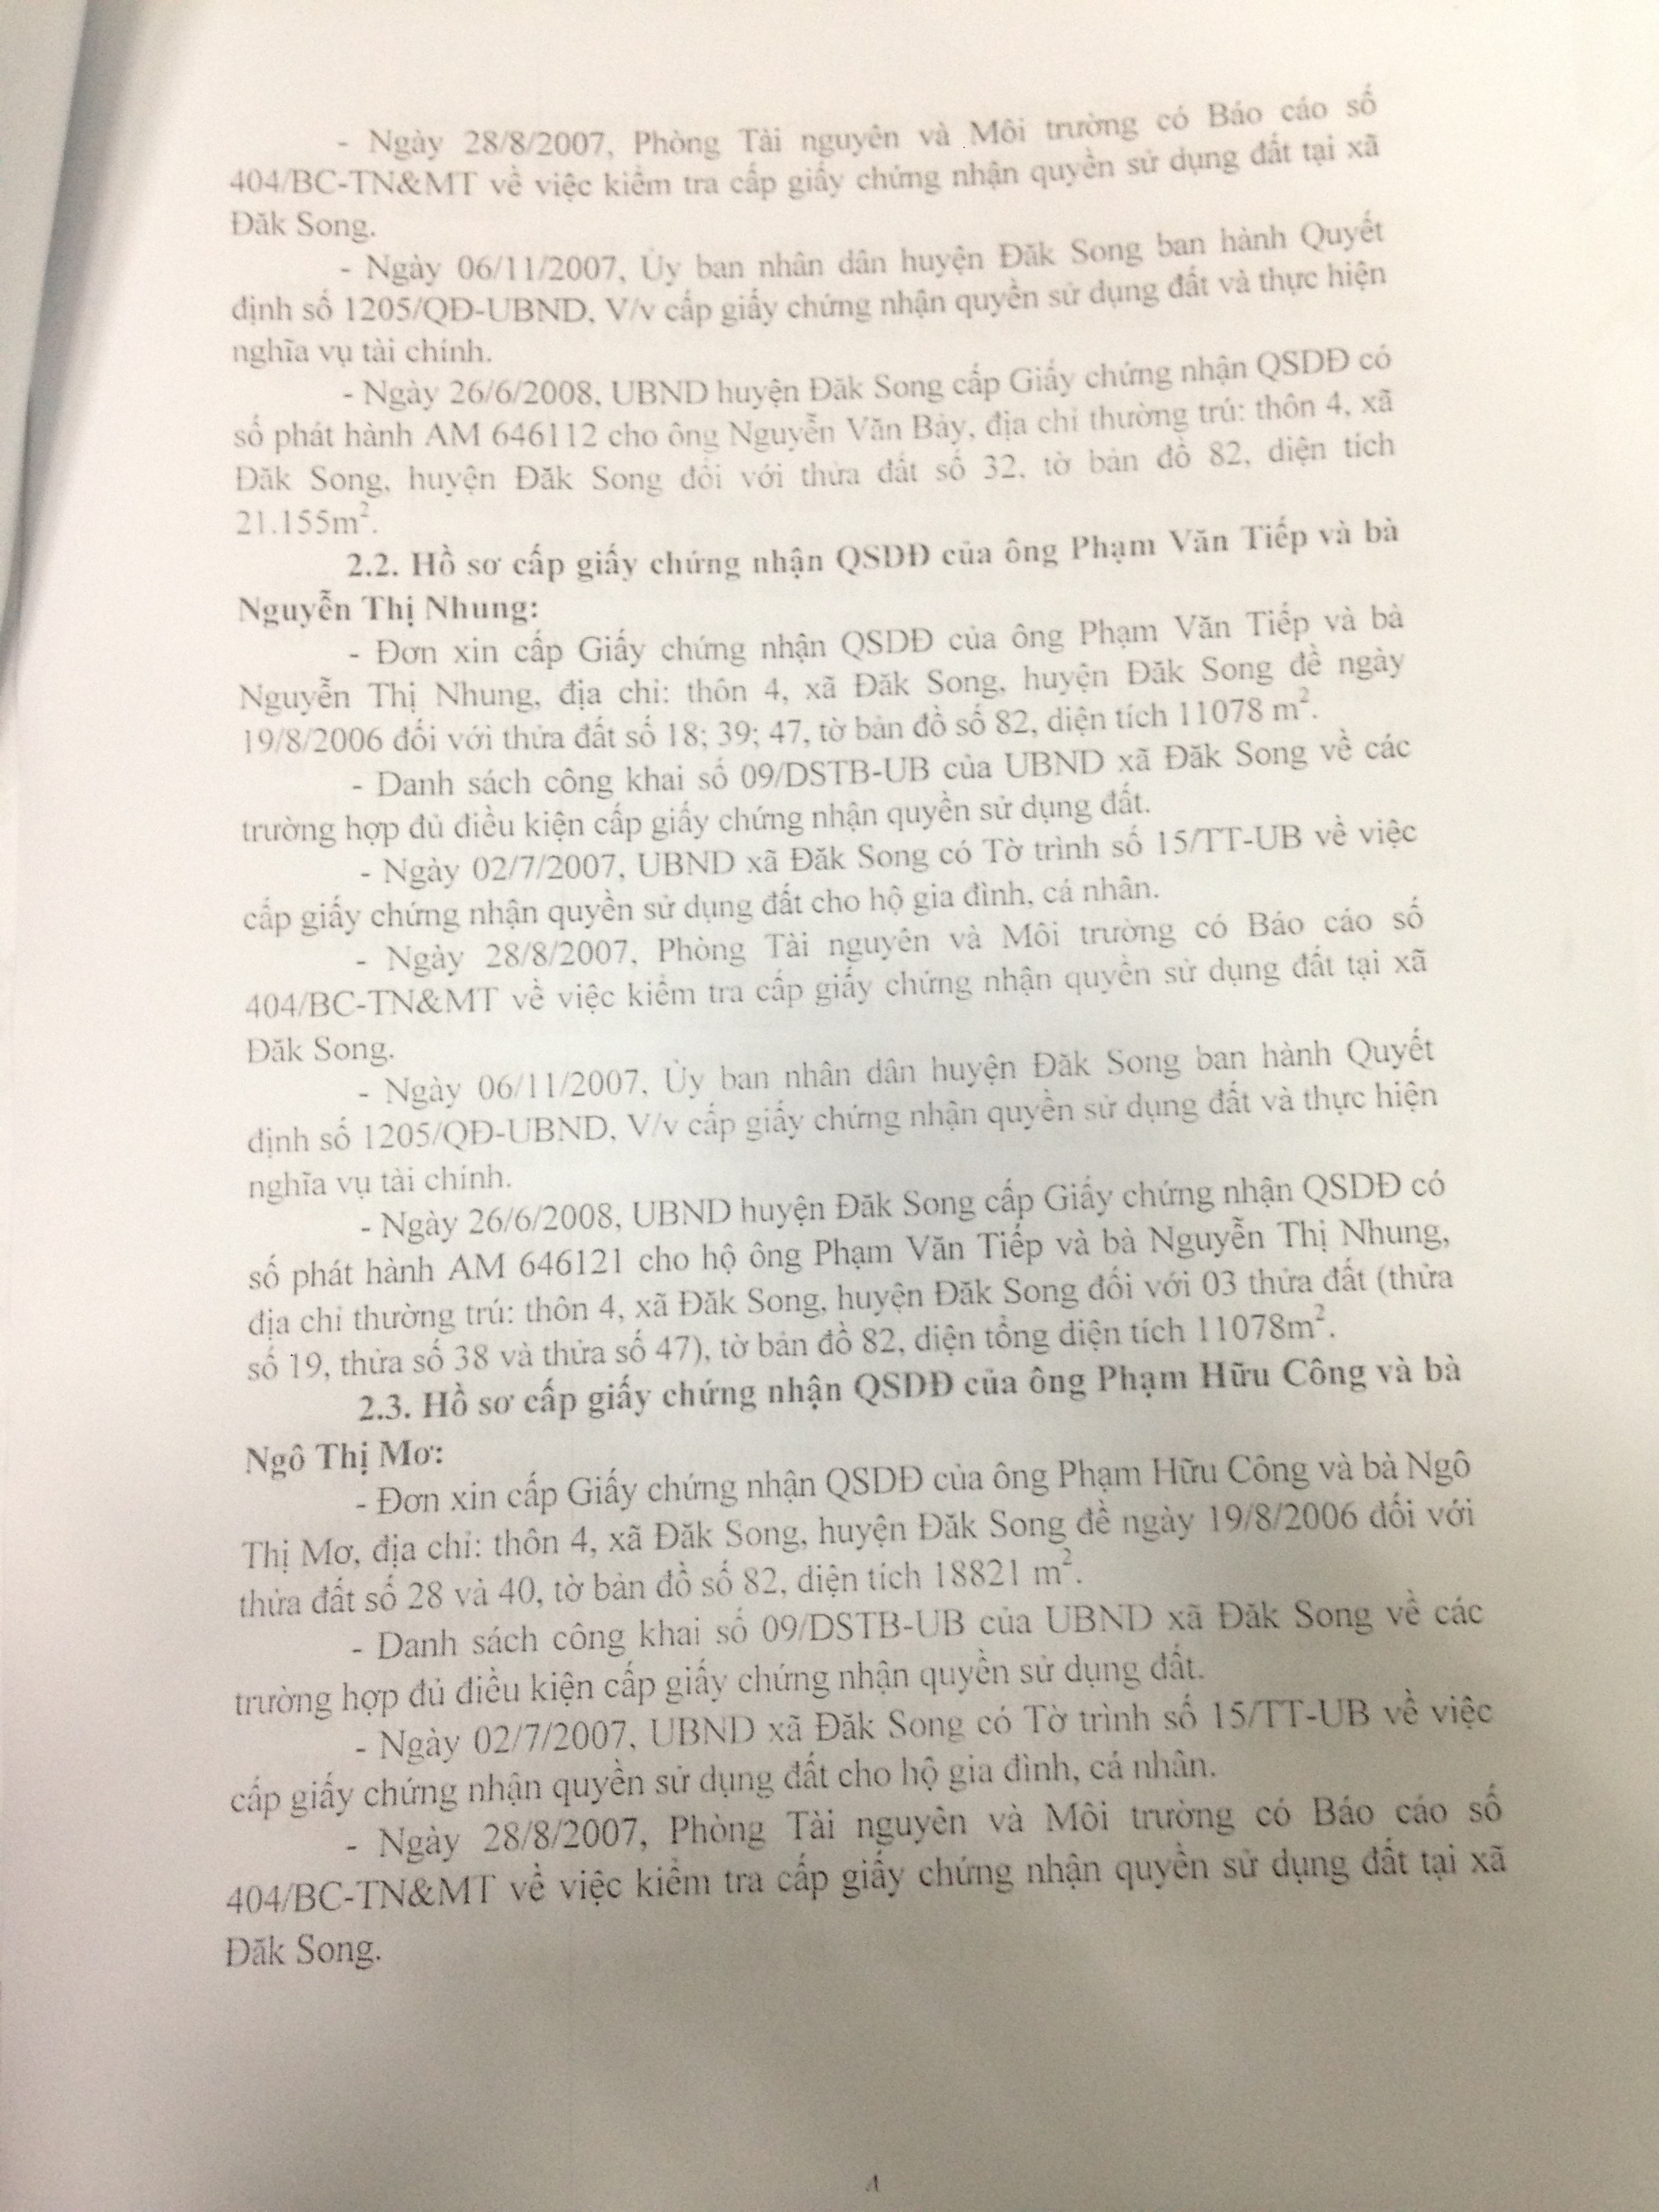 - Ngày 28/8/2007, Phòng Tài nguyên và Môi trường có Báo cáo số
404/BC-TN&MT về việc kiểm tra cấp giấy chứng nhận quyền sử dụng đất tại xã
Đăk Song.
- Ngày 06/11/2007, Ủy ban nhân dân huyện Đăk Song ban hành Quyết
định số 1205/QĐ-UBND, V/v cấp giấy chứng nhận quyền sử dụng đất và thực hiện
nghĩa vụ tài chính.
- Ngày 26/6/2008, UBND huyện Đăk Song cấp Giấy chứng nhận QSDĐ có
số phát hành AM 646112 cho ông Nguyễn Văn Bảy, địa chỉ thường trú: thôn 4, xã
Đăk Song, huyện Đăk Song đối với thửa đất số 32, tờ bản đồ 82, diện tích
21.155m².
2.2. Hồ sơ cấp giấy chứng nhận QSDĐ của ông Phạm Văn Tiếp và bà
Nguyễn Thị Nhung:
- Đơn xin cấp Giấy chứng nhận QSDĐ của ông Phạm Văn Tiếp và bà
Nguyễn Thị Nhung, địa chỉ: thôn 4, xã Đăk Song, huyện Đăk Song đề ngày
19/8/2006 đối với thửa đất số 18; 39; 47, tờ bản đồ số 82, diện tích 11078 m².
- Danh sách công khai số 09/DSTB-UB của UBND xã Đăk Song về các
trường hợp đủ điều kiện cấp giấy chứng nhận quyền sử dụng đất.
- Ngày 02/7/2007, UBND xã Đăk Song có Tờ trình số 15/TT-UB về việc
cấp giấy chứng nhận quyền sử dụng đất cho hộ gia đình, cá nhân.
- Ngày 28/8/2007, Phòng Tài nguyên và Môi trường có Báo cáo số
404/BC-TN&MT về việc kiểm tra cấp giấy chứng nhận quyền sử dụng đất tại xã
Đăk Song.
- Ngày 06/11/2007, Ủy ban nhân dân huyện Đăk Song ban hành Quyết
định số 1205/QĐ-UBND, V/v cấp giấy chứng nhận quyền sử dụng đất và thực hiện
nghĩa vụ tài chính.
- Ngày 26/6/2008, UBND huyện Đăk Song cấp Giấy chứng nhận QSDĐ có
số phát hành AM 646121 cho hộ ông Phạm Văn Tiếp và bà Nguyễn Thị Nhung,
địa chỉ thường trú: thôn 4, xã Đăk Song, huyện Đăk Song đối với 03 thửa đất (thửa
số 19, thửa số 38 và thửa số 47), tờ bản đồ 82, diện tổng diện tích 11078m².
2.3. Hồ sơ cấp giấy chứng nhận QSDĐ của ông Phạm Hữu Công và bà
Ngô Thị Mơ:
- Đơn xin cấp Giấy chứng nhận QSDĐ của ông Phạm Hữu Công và bà Ngô
Thị Mơ, địa chỉ: thôn 4, xã Đăk Song, huyện Đăk Song đề ngày 19/8/2006 đối với
thửa đất số 28 và 40, tờ bản đồ số 82, diện tích 18821 m².
- Danh sách công khai số 09/DSTB-UB của UBND xã Đăk Song về các
trường hợp đủ điều kiện cấp giấy chứng nhận quyền sử dụng đất.
- Ngày 02/7/2007, UBND xã Đăk Song có Tờ trình số 15/TT-UB về việc
cấp giấy chứng nhận quyền sử dụng đất cho hộ gia đình, cá nhân.
- Ngày 28/8/2007, Phòng Tài nguyên và Môi trường có Báo cáo số
404/BC-TN&MT về việc kiểm tra cấp giấy chứng nhận quyền sử dụng đất tại xã
Đăk Song.